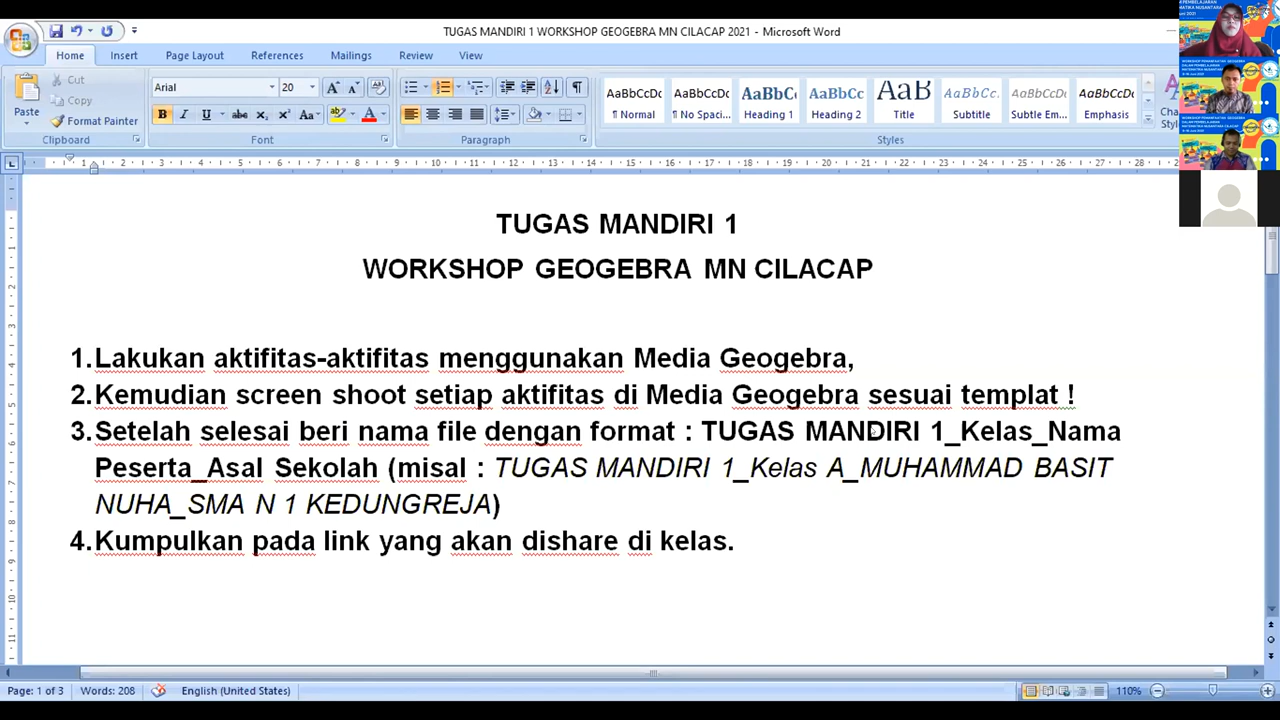 TUGAS MANDIRI 1 WORKSHOP GEOGEBRA MN CILACAP 2021 - Microsoft Word
Home Insert Page Layout References Mailings Review View
Paste
Cut
Copy
Format Painter
Clipboard
Arial 20
Font
Paragraph
AaBbCcDc AaBbCcDc AaBbCc AaBbCc AaB AaBbCc. AaBbCcDc AaBbCcDc
¶ Normal ¶ No Spaci... Heading 1 Heading 2 Title Subtitle Subtle Em... Emphasis
Styles
TUGAS MANDIRI 1
WORKSHOP GEOGEBRA MN CILACAP
1. Lakukan aktifitas-aktifitas menggunakan Media Geogebra,
2. Kemudian screen shoot setiap aktifitas di Media Geogebra sesuai templat !
3. Setelah selesai beri nama file dengan format : TUGAS MANDIRI 1_Kelas_Nama
Peserta_Asal Sekolah (misal : TUGAS MANDIRI 1_Kelas A_MUHAMMAD BASIT
NUHA_SMA N 1 KEDUNGREJA)
4. Kumpulkan pada link yang akan dishare di kelas.
Page: 1 of 3 Words: 208 English (United States) 110%